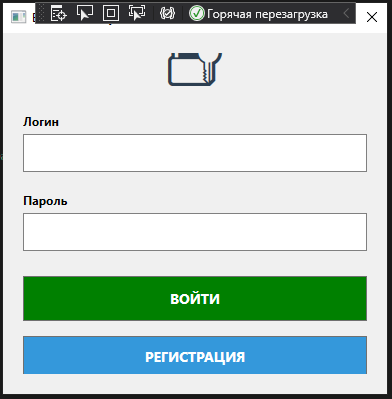 Горячая перезагрузка
Логин
Пароль
ВОЙТИ
РЕГИСТРАЦИЯ